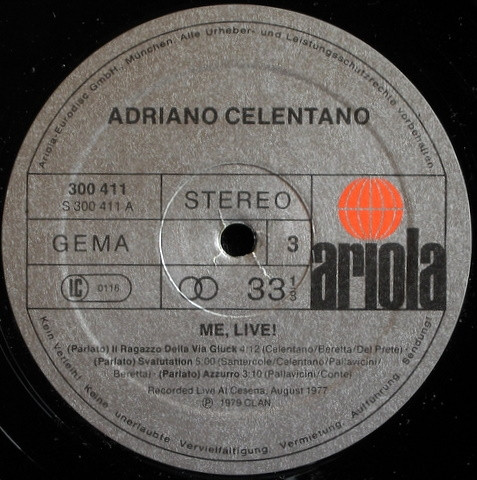 Ariola-Eurodisc GmbH., München. Alle Urheber- und Leistungsschutzrechte vorbehalten
ADRIANO CELENTANO
300 411
S 300 411 A
STEREO
GEMA
3
LC 0116
33 1/3
ariola
ME, LIVE!
(Parlato) Il Ragazzo Della Via Gluck 4:12 (Celentano/Beretta/Del Prete) ·
(Parlato) Svalutation 5:00 (Santercole/Celentano/Pallavicini/
Beretta) · (Parlato) Azzurro 3:10 (Pallavicini/Conte)
Recorded Live At Cesena, August 1977
Ⓟ 1979 CLAN
Kein Verleih! Keine unerlaubte Vervielfältigung, Vermietung, Aufführung, Sendung!